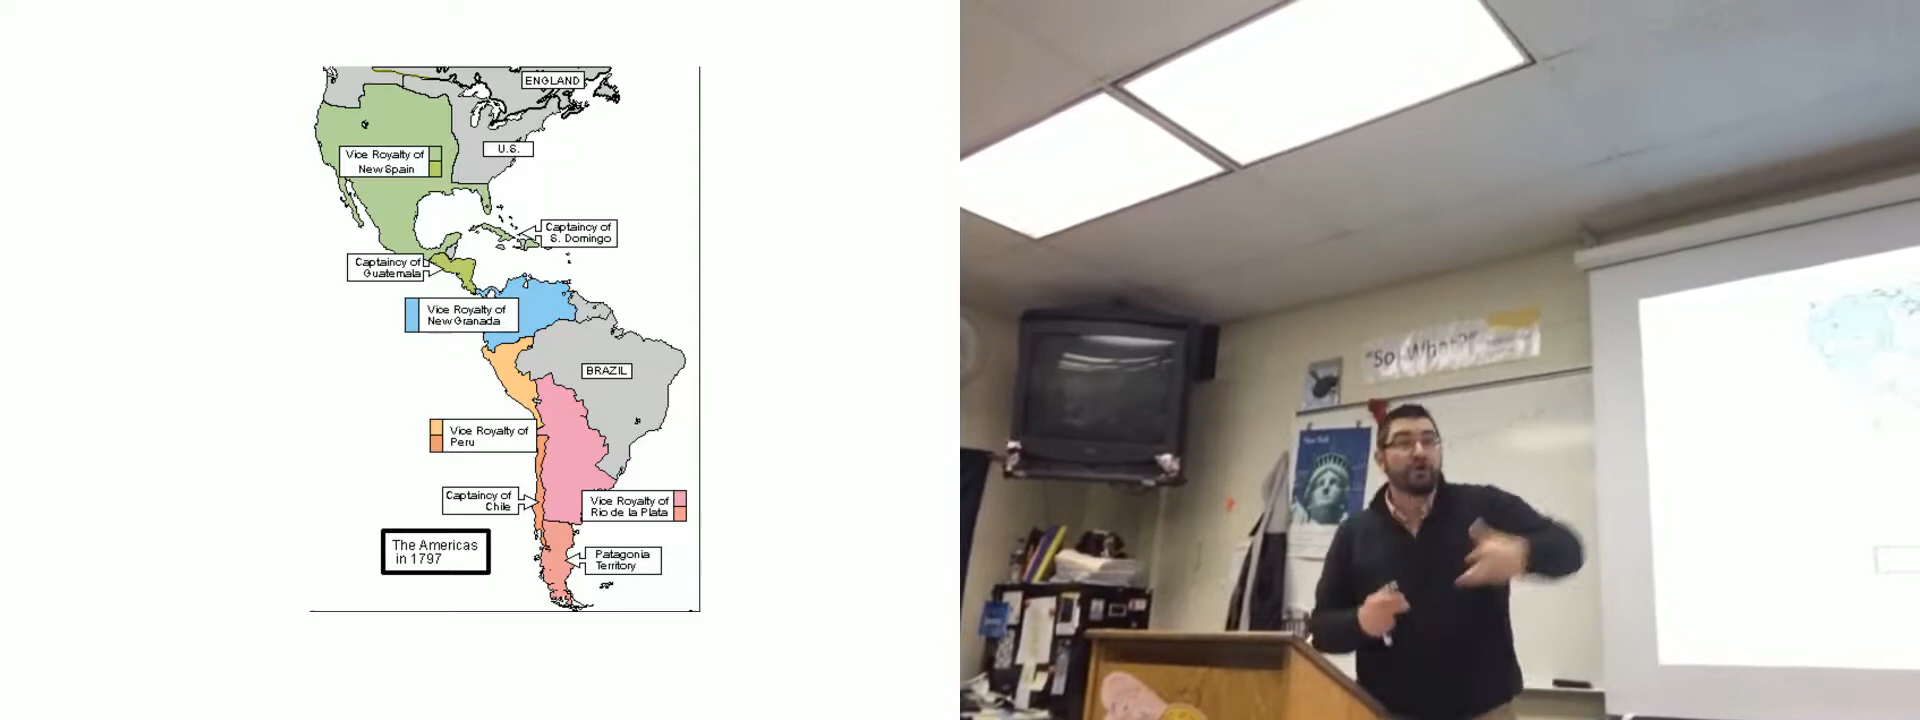 ENGLAND
U.S.
Vice Royalty of
New Spain
Captaincy of
S. Domingo
Captaincy of
Guatemala
Vice Royalty of
New Granada
BRAZIL
Vice Royalty of
Peru
Captaincy of
Chile
Vice Royalty of
Rio de la Plata
The Americas
in 1797
Patagonia
Territory
"So What?"